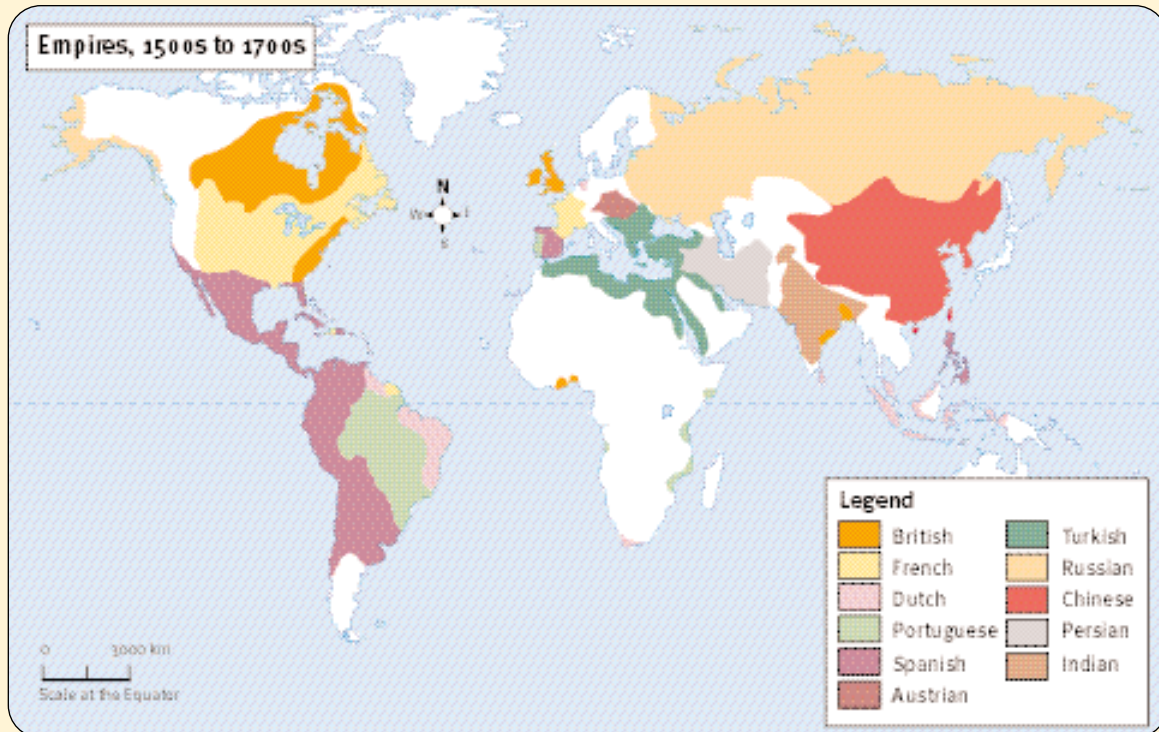 Empires, 1500s to 1700s
N
W E
S
Legend
British
French
Dutch
Portuguese
Spanish
Austrian
Turkish
Russian
Chinese
Persian
Indian
0 3000 km
Scale at the Equator